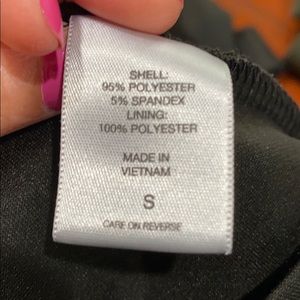 SHELL:
95% POLYESTER
5% SPANDEX
LINING:
100% POLYESTER
MADE IN
VIETNAM
S
CARE ON REVERSE